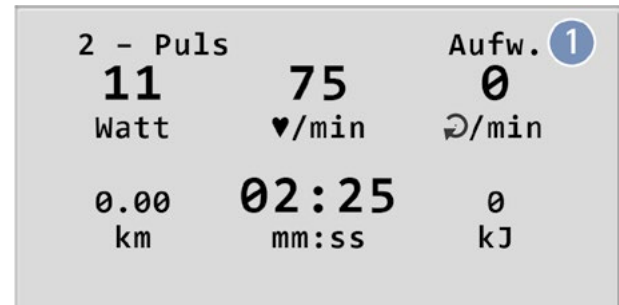 2 – Puls Aufw. 1
11 75 0
Watt ♥/min ⟲/min
0.00 02:25 0
km mm:ss kJ